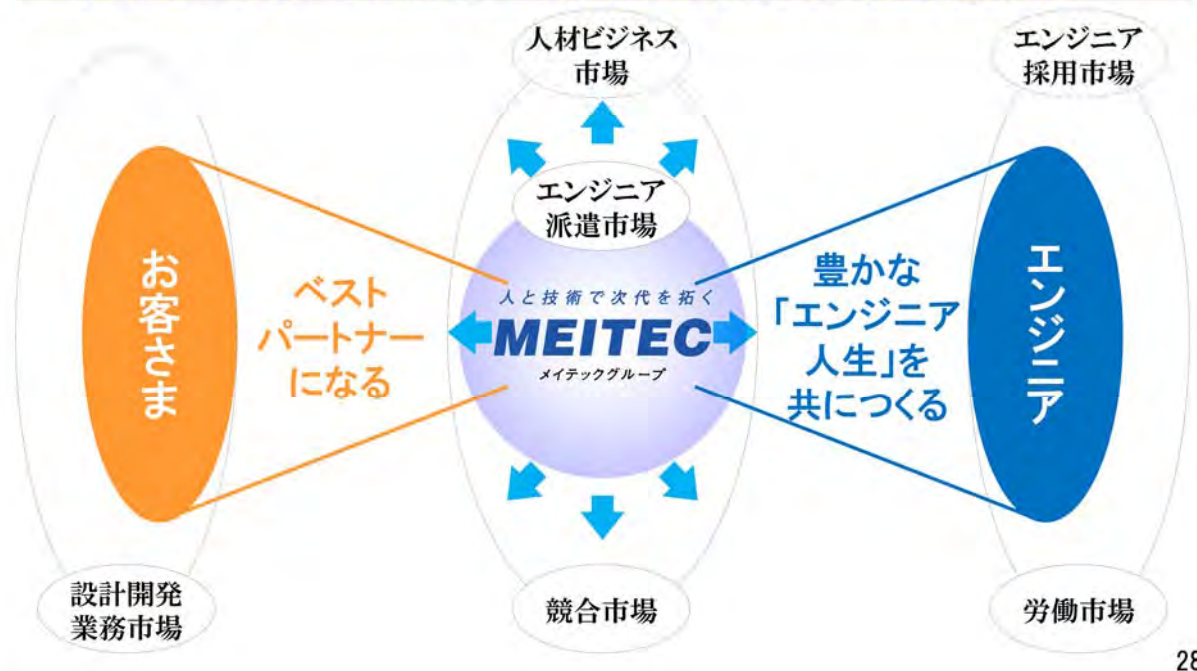 人材ビジネス
市場
エンジニア
採用市場
エンジニア
派遣市場
お客さま
ベスト
パートナー
になる
人と技術で次代を拓く
MEITEC
メイテックグループ
豊かな
「エンジニア
人生」を
共につくる
エンジニア
設計開発
業務市場
競合市場
労働市場
28